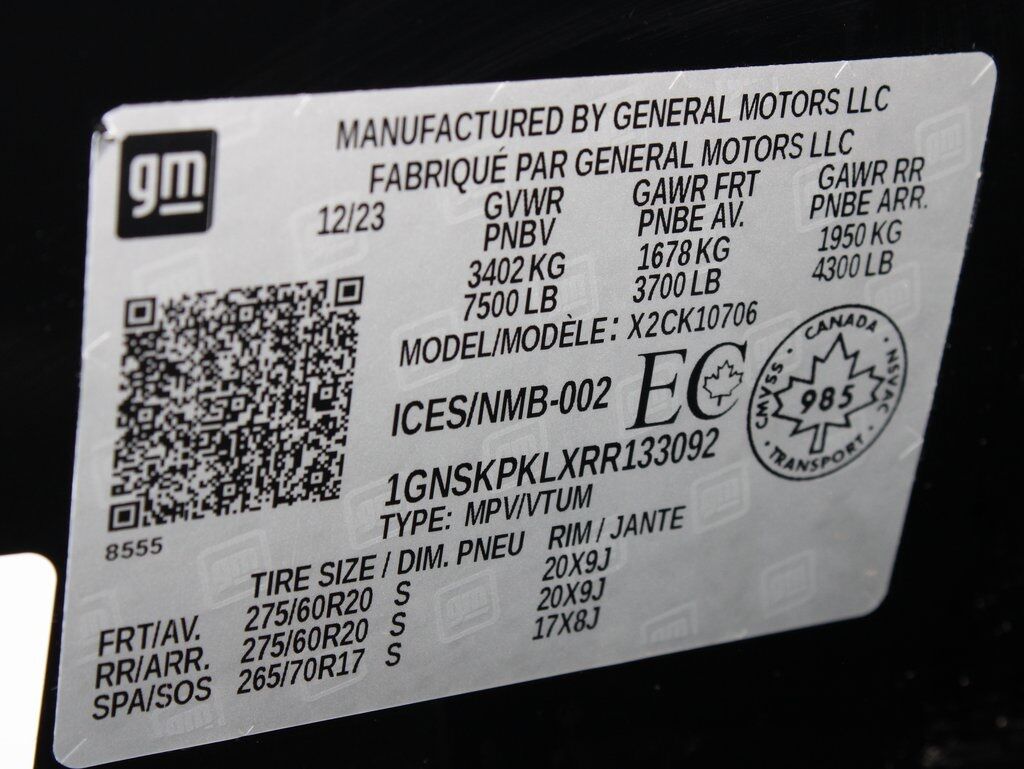 gm
MANUFACTURED BY GENERAL MOTORS LLC
FABRIQUÉ PAR GENERAL MOTORS LLC
12/23 GVWR GAWR FRT GAWR RR
PNBV PNBE AV. PNBE ARR.
3402 KG 1678 KG 1950 KG
7500 LB 3700 LB 4300 LB
MODEL/MODÈLE: X2CK10706
ICES/NMB-002 EC
CANADA
CMVSS · NVSAC
985
TRANSPORT
1GNSKPKLXRR133092
TYPE: MPV/VTUM
8555
TIRE SIZE / DIM. PNEU RIM / JANTE
FRT/AV. 275/60R20 S 20X9J
RR/ARR. 275/60R20 S 20X9J
SPA/SOS 265/70R17 S 17X8J